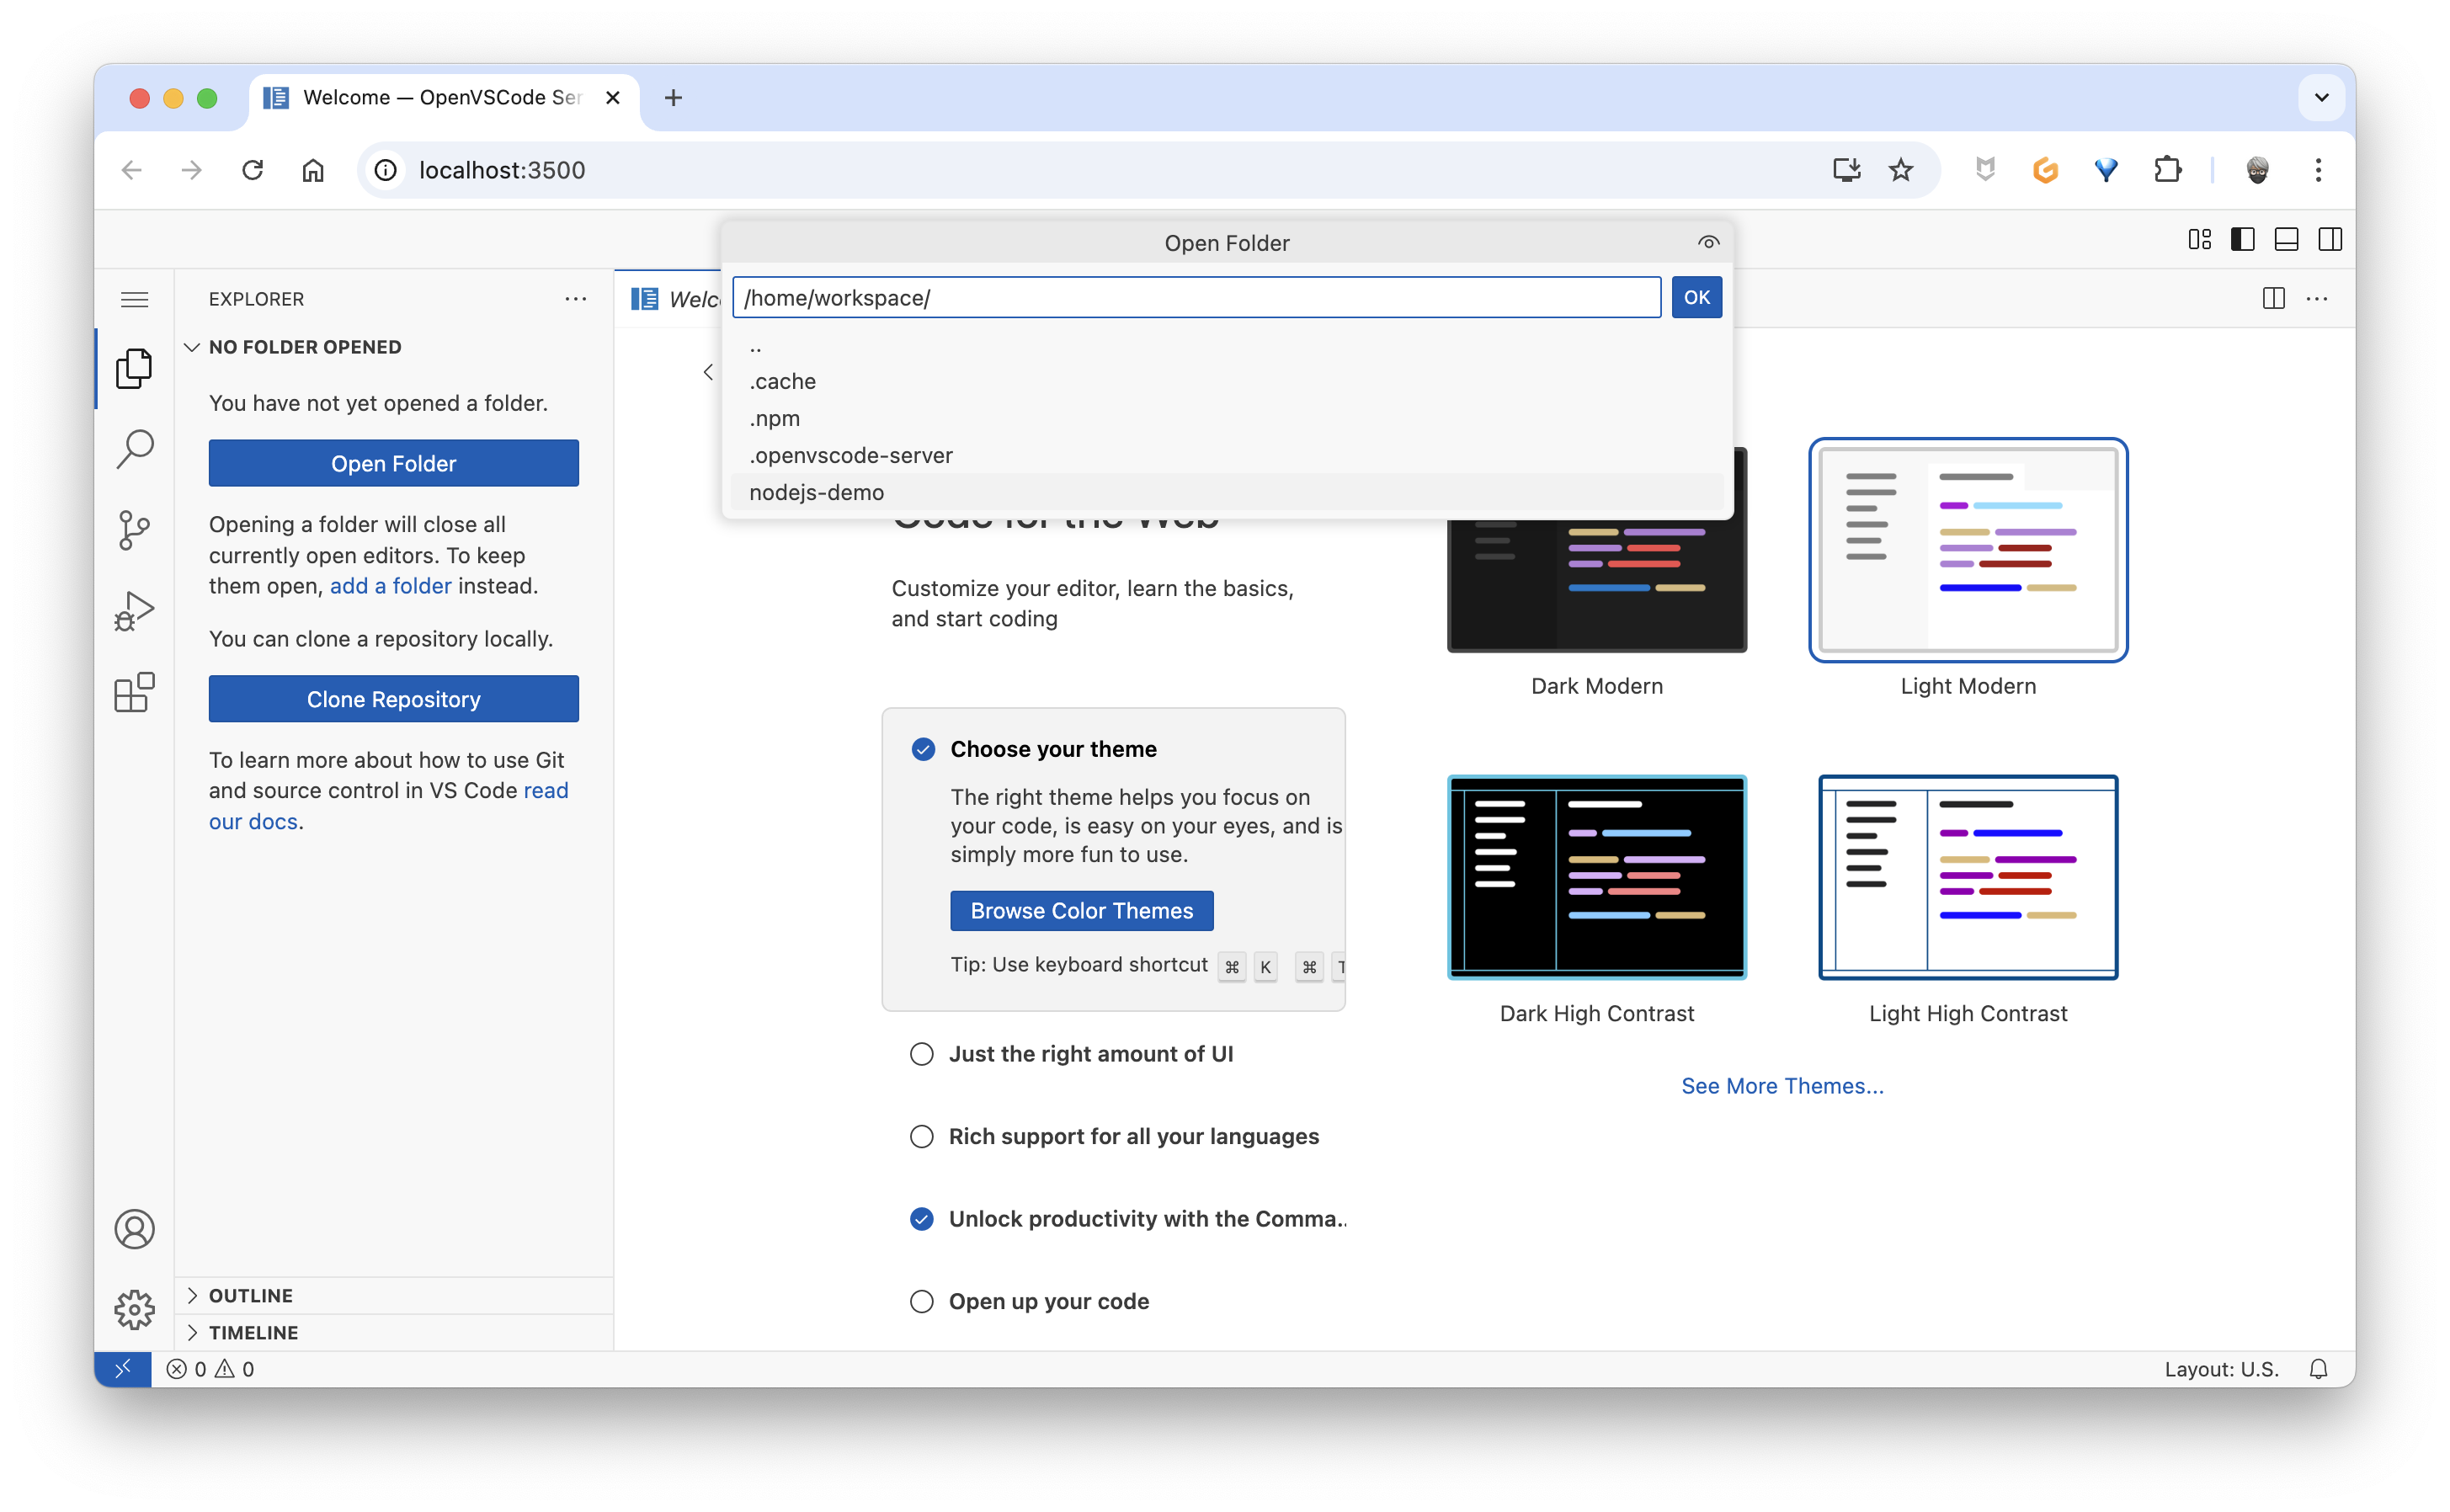 Welcome — OpenVSCode Ser
localhost:3500
Open Folder
/home/workspace/
OK
..
.cache
.npm
.openvscode-server
nodejs-demo
EXPLORER
NO FOLDER OPENED
You have not yet opened a folder.
Open Folder
Opening a folder will close all
currently open editors. To keep
them open, add a folder instead.
You can clone a repository locally.
Clone Repository
To learn more about how to use Git
and source control in VS Code read
our docs.
OUTLINE
TIMELINE
Welc
Code for the Web
Customize your editor, learn the basics,
and start coding
Choose your theme
The right theme helps you focus on
your code, is easy on your eyes, and is
simply more fun to use.
Browse Color Themes
Tip: Use keyboard shortcut ⌘ K ⌘ T
Just the right amount of UI
Rich support for all your languages
Unlock productivity with the Comma..
Open up your code
Dark Modern
Light Modern
Dark High Contrast
Light High Contrast
See More Themes...
0 0
Layout: U.S.